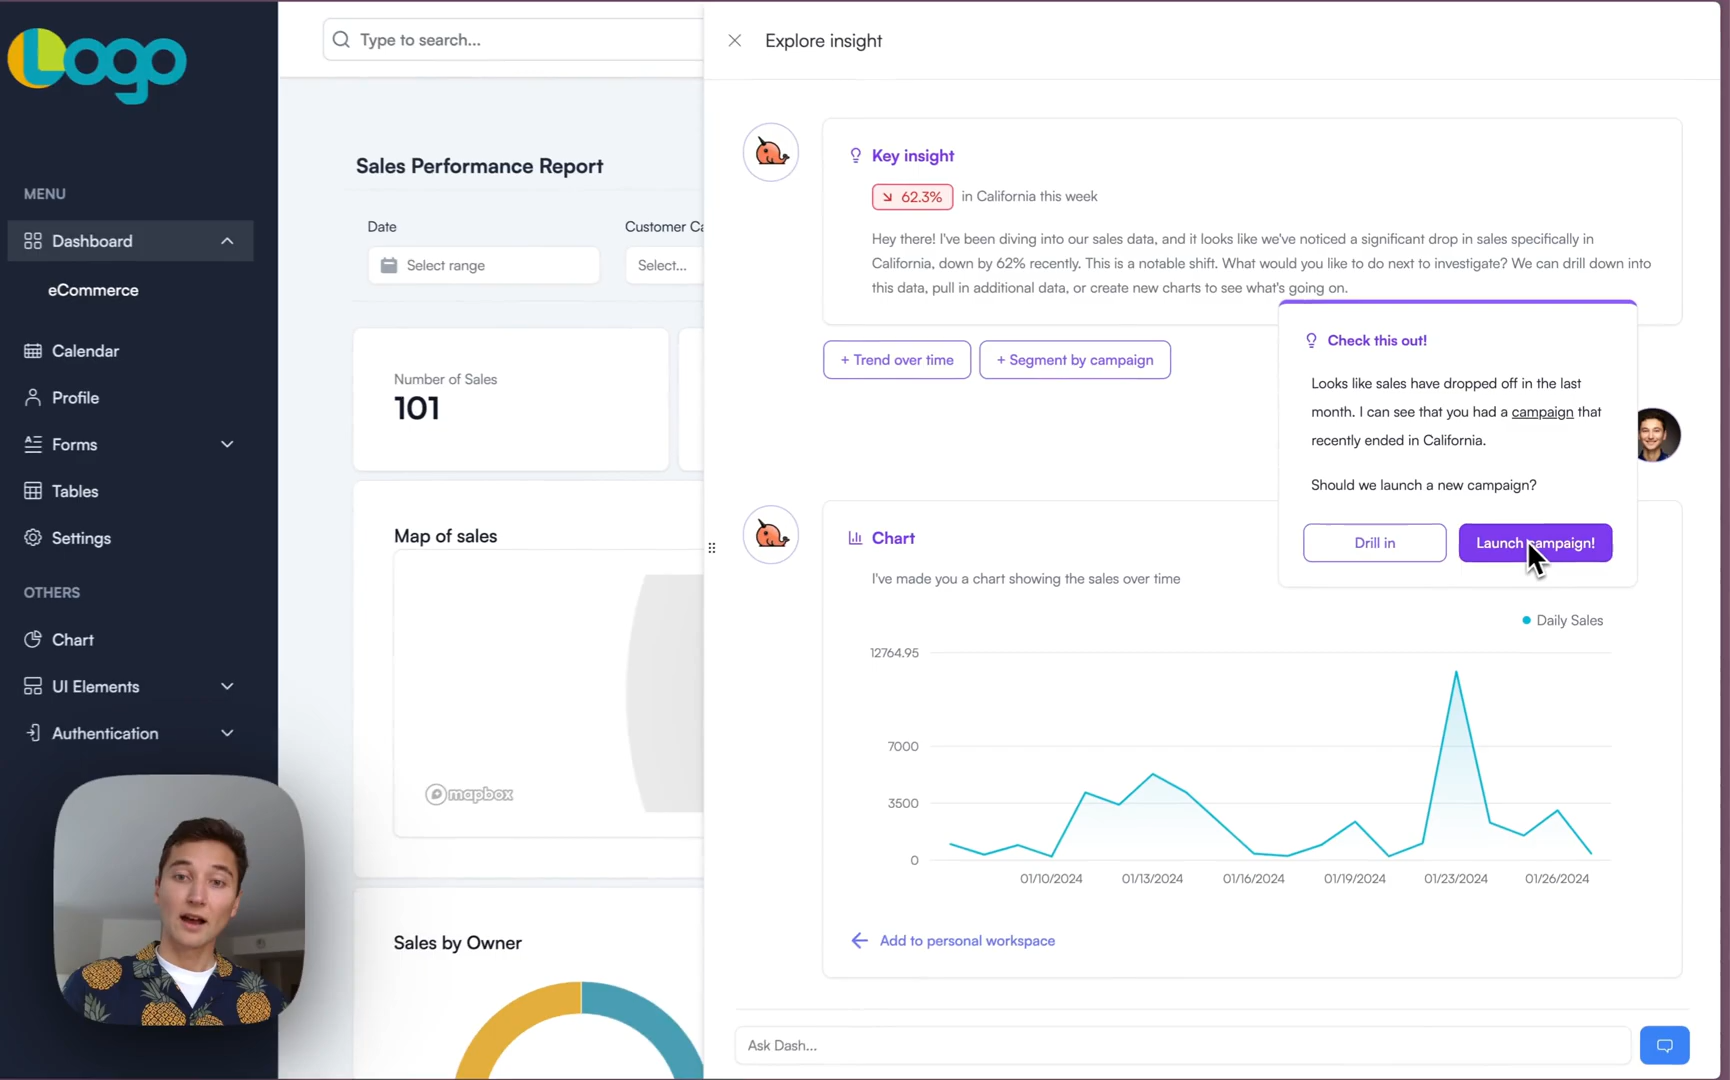 Logo
MENU
Dashboard
eCommerce
Calendar
Profile
Forms
Tables
Settings
OTHERS
Chart
UI Elements
Authentication
Type to search...
Sales Performance Report
Date
Select range
Customer Ca
Select...
Number of Sales
101
Map of sales
mapbox
Sales by Owner
Explore insight
Key insight
62.3% in California this week
Hey there! I've been diving into our sales data, and it looks like we've noticed a significant drop in sales specifically in
California, down by 62% recently. This is a notable shift. What would you like to do next to investigate? We can drill down into
this data, pull in additional data, or create new charts to see what's going on.
+ Trend over time
+ Segment by campaign
Check this out!
Looks like sales have dropped off in the last
month. I can see that you had a campaign that
recently ended in California.
Should we launch a new campaign?
Drill in
Launch campaign!
Chart
I've made you a chart showing the sales over time
Daily Sales
12764.95
7000
3500
0
01/10/2024 01/13/2024 01/16/2024 01/19/2024 01/23/2024 01/26/2024
Add to personal workspace
Ask Dash...